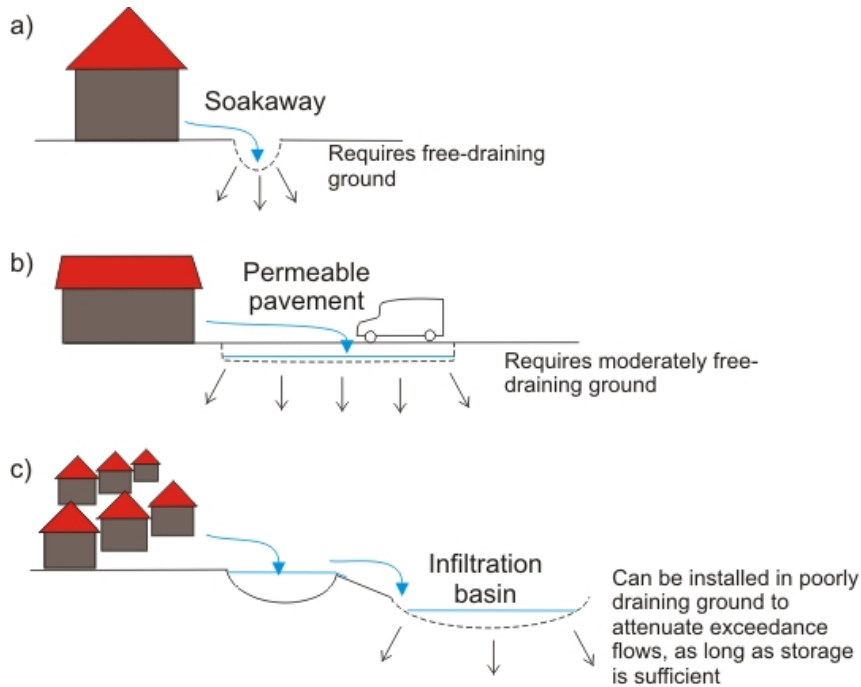 a)
Soakaway
Requires free-draining
ground
b)
Permeable
pavement
Requires moderately free-
draining ground
c)
Infiltration
basin
Can be installed in poorly
draining ground to
attenuate exceedance
flows, as long as storage
is sufficient